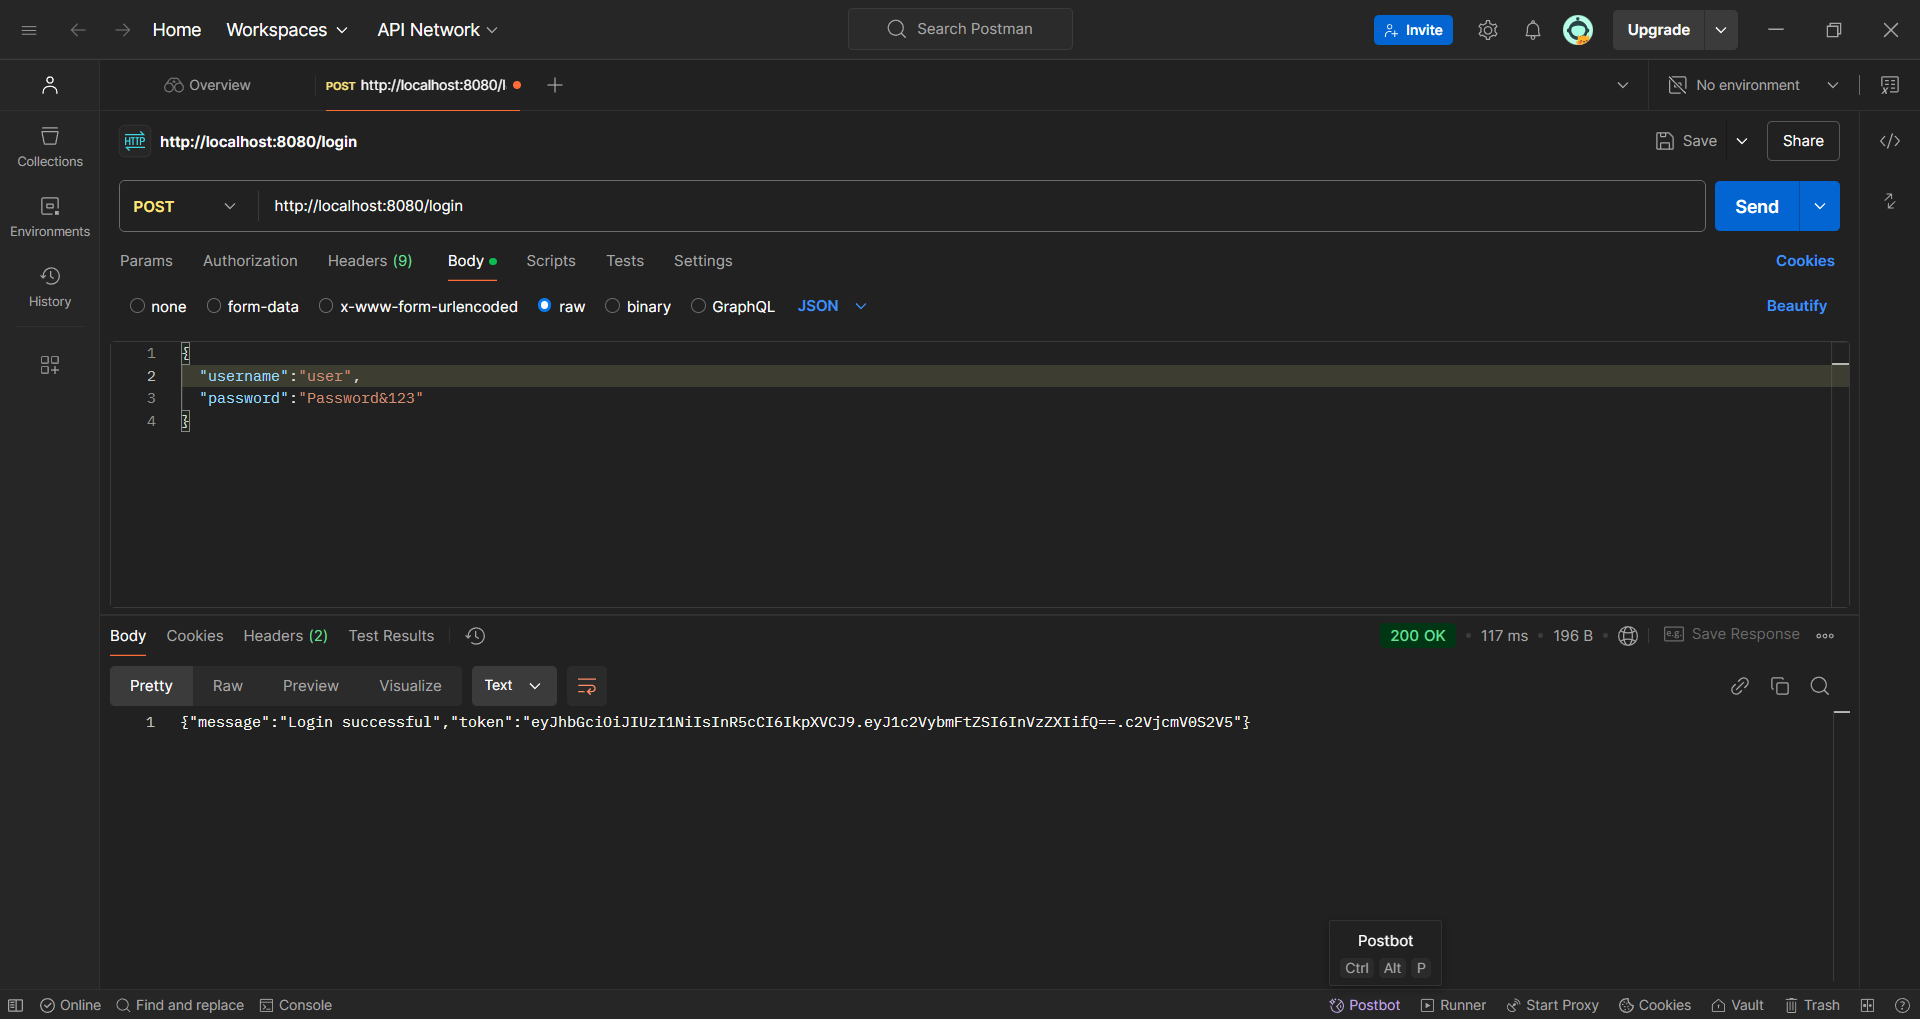 Home Workspaces API Network Search Postman Invite Upgrade
Overview POST http://localhost:8080/l No environment
HTTP http://localhost:8080/login Save Share
Collections
POST http://localhost:8080/login Send
Environments
Params Authorization Headers (9) Body Scripts Tests Settings Cookies
History
none form-data x-www-form-urlencoded raw binary GraphQL JSON Beautify
1 {
2 "username":"user",
3 "password":"Password&123"
4 }
Body Cookies Headers (2) Test Results 200 OK • 117 ms • 196 B • e.g. Save Response
Pretty Raw Preview Visualize Text
1 {"message":"Login successful","token":"eyJhbGciOiJIUzI1NiIsInR5cCI6IkpXVCJ9.eyJ1c2VybmFtZSI6InVzZXIifQ==.c2VjcmV0S2V5"}
Postbot
Ctrl Alt P
Online Find and replace Console Postbot Runner Start Proxy Cookies Vault Trash